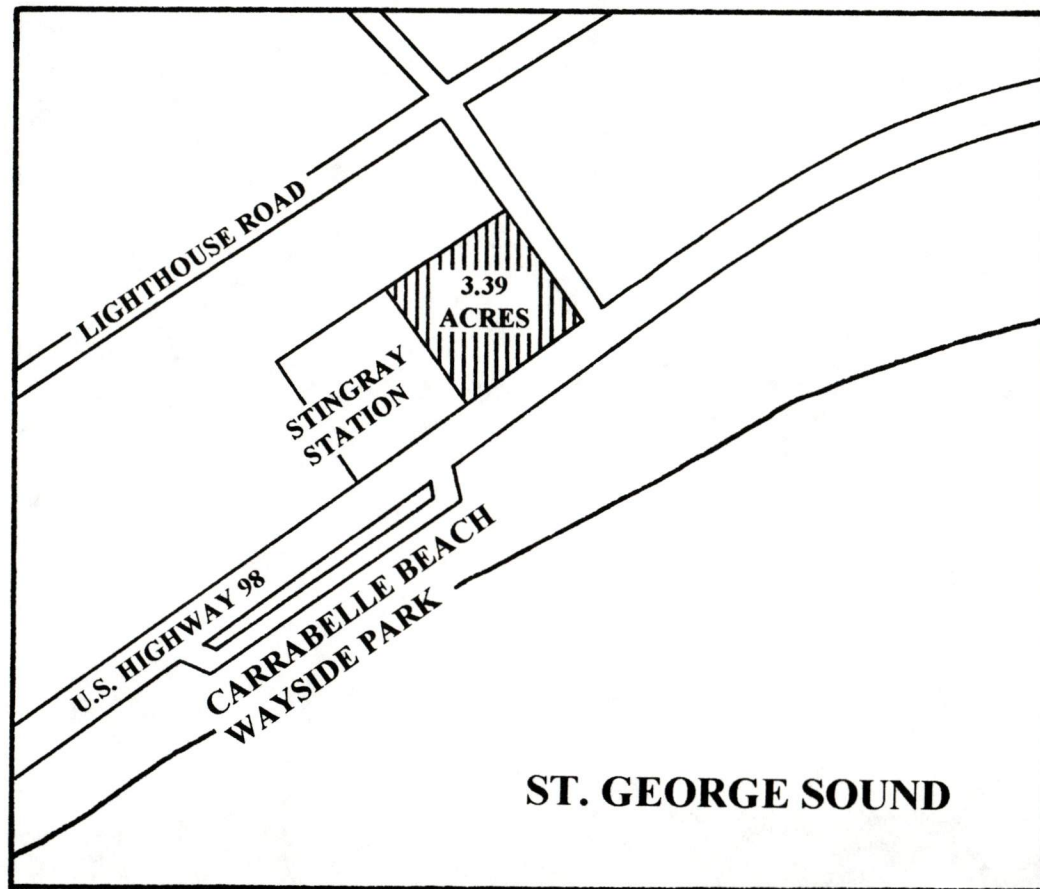 LIGHTHOUSE ROAD
3.39
ACRES
STINGRAY
STATION
U.S. HIGHWAY 98
CARRABELLE BEACH
WAYSIDE PARK
ST. GEORGE SOUND